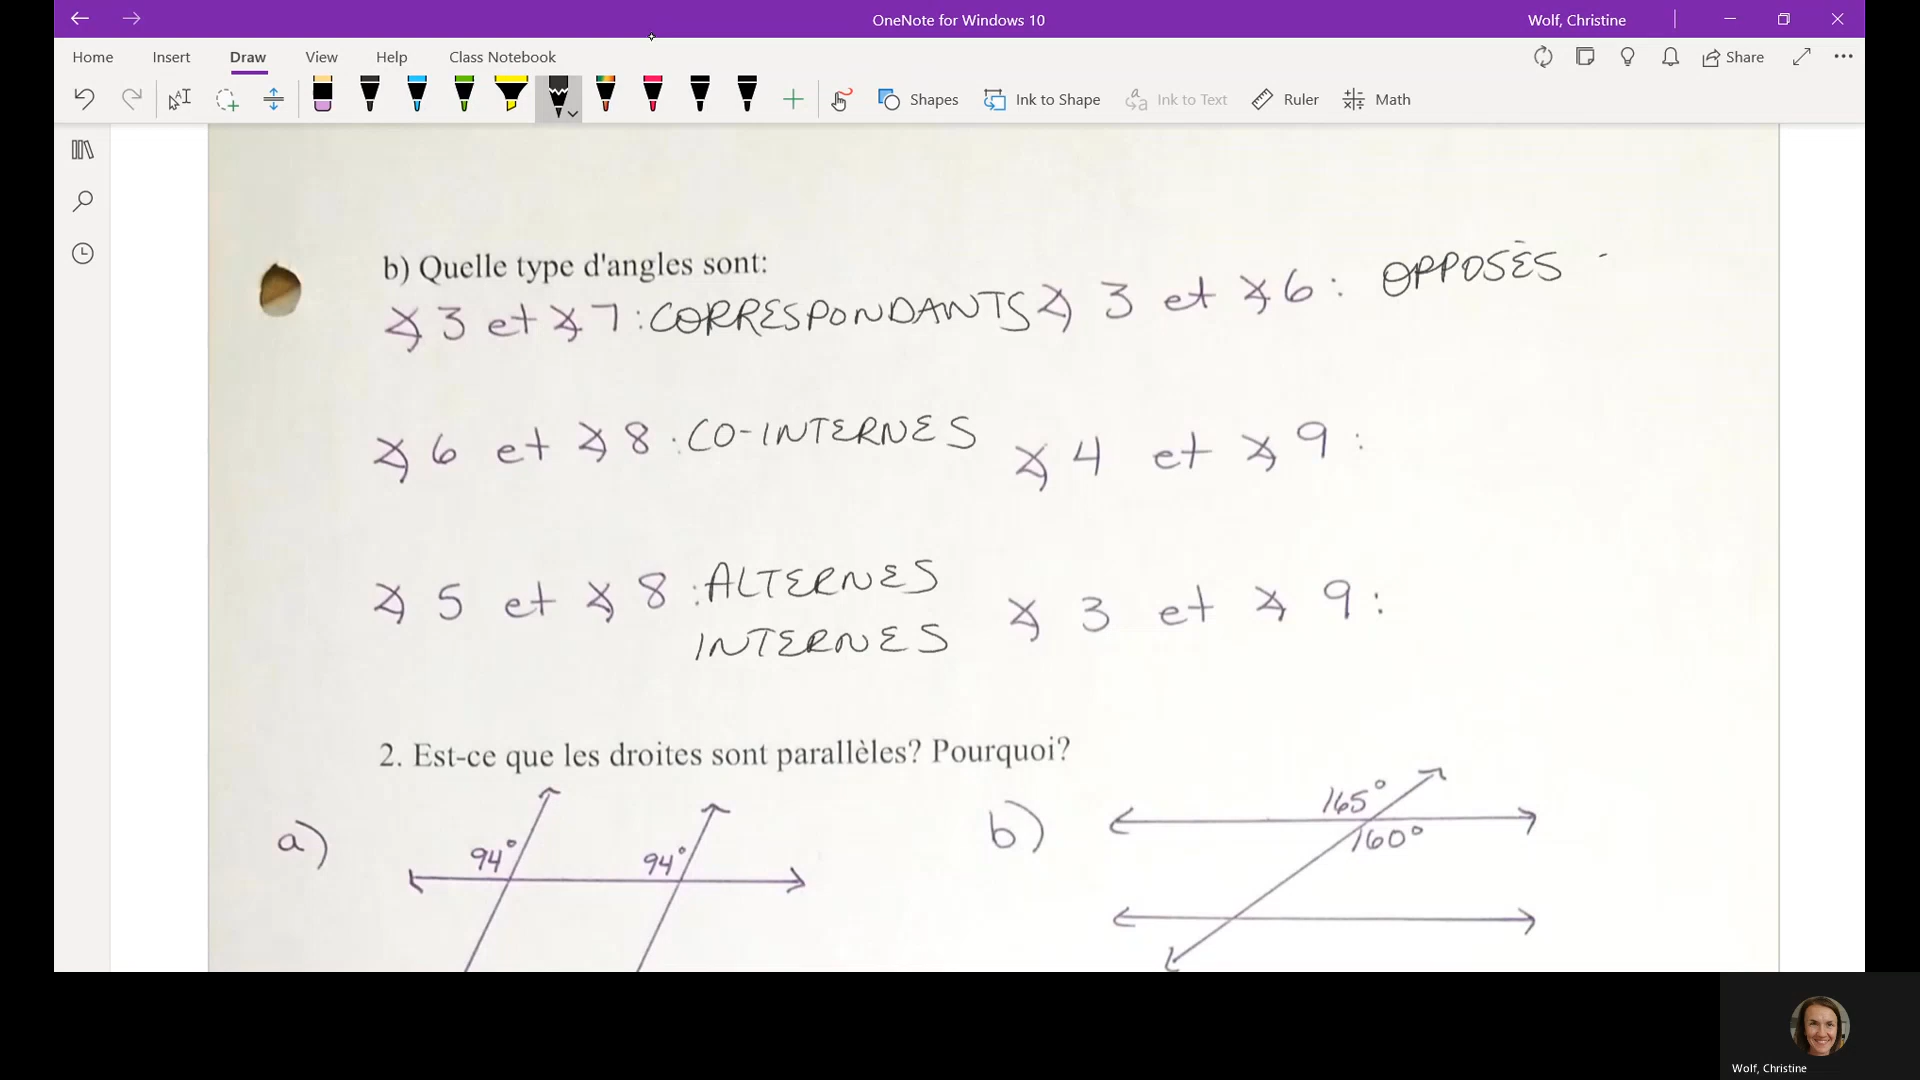 OneNote for Windows 10
Wolf, Christine
Home Insert Draw View Help Class Notebook
Share
Shapes Ink to Shape Ink to Text Ruler Math
b) Quelle type d'angles sont:
∡ 3 et ∡ 7 : CORRESPONDANTS ∡ 3 et ∡ 6 : OPPOSÉS
∡ 6 et ∡ 8 : CO-INTERNES ∡ 4 et ∡ 9 :
∡ 5 et ∡ 8 : ALTERNES
INTERNES
∡ 3 et ∡ 9 :
2. Est-ce que les droites sont parallèles? Pourquoi?
a) 94° 94°
b) 165°
160°
Wolf, Christine